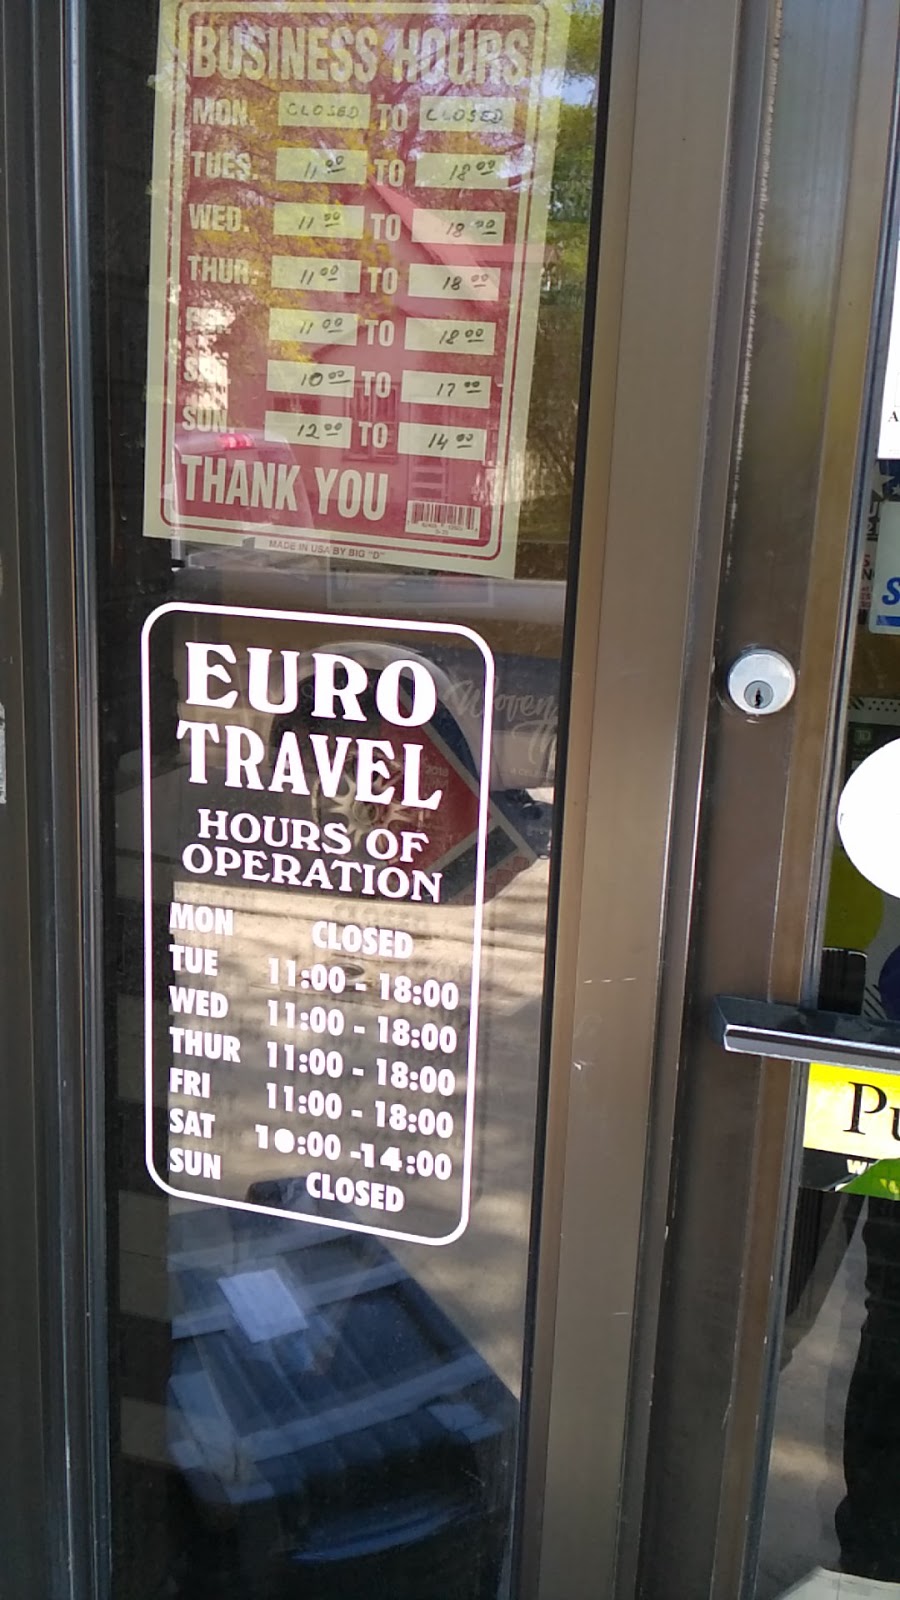 BUSINESS HOURS
MON. CLOSED TO CLOSED
TUES. 11 00 TO 18 00
WED. 11 00 TO 18 00
THUR. 11 00 TO 18 00
11 00 TO 18 00
10 00 TO 17 00
SUN. 12 00 TO 14 00
THANK YOU
MADE IN USA BY BIG "D"
EURO
TRAVEL
HOURS OF
OPERATION
MON CLOSED
TUE 11:00 - 18:00
WED 11:00 - 18:00
THUR 11:00 - 18:00
FRI 11:00 - 18:00
SAT 10:00 -14:00
SUN CLOSED